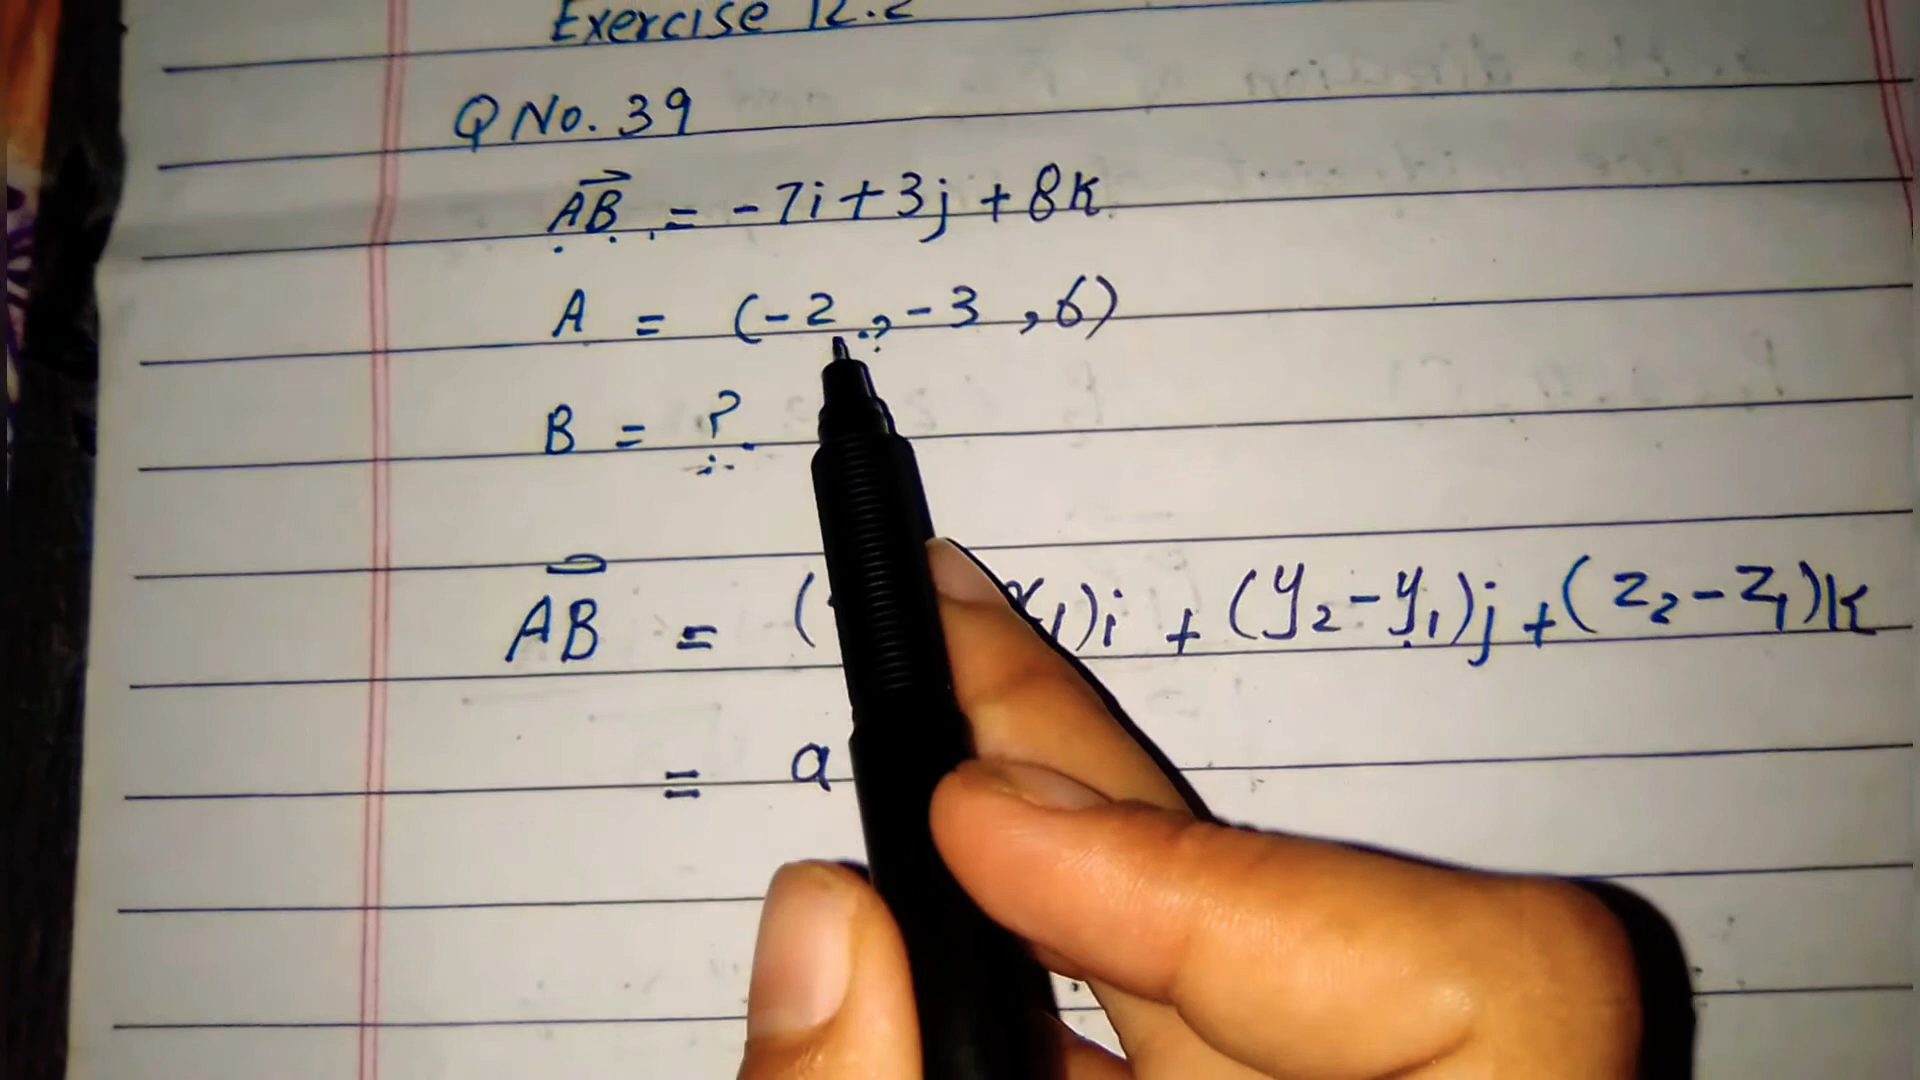 Exercise 12.2
Q No. 39
AB = -7i + 3j + 8k
A = (-2, -3, 6)
B = ?
AB = ( x₁)i + (y₂-y₁)j + (z₂-z₁)k
= a